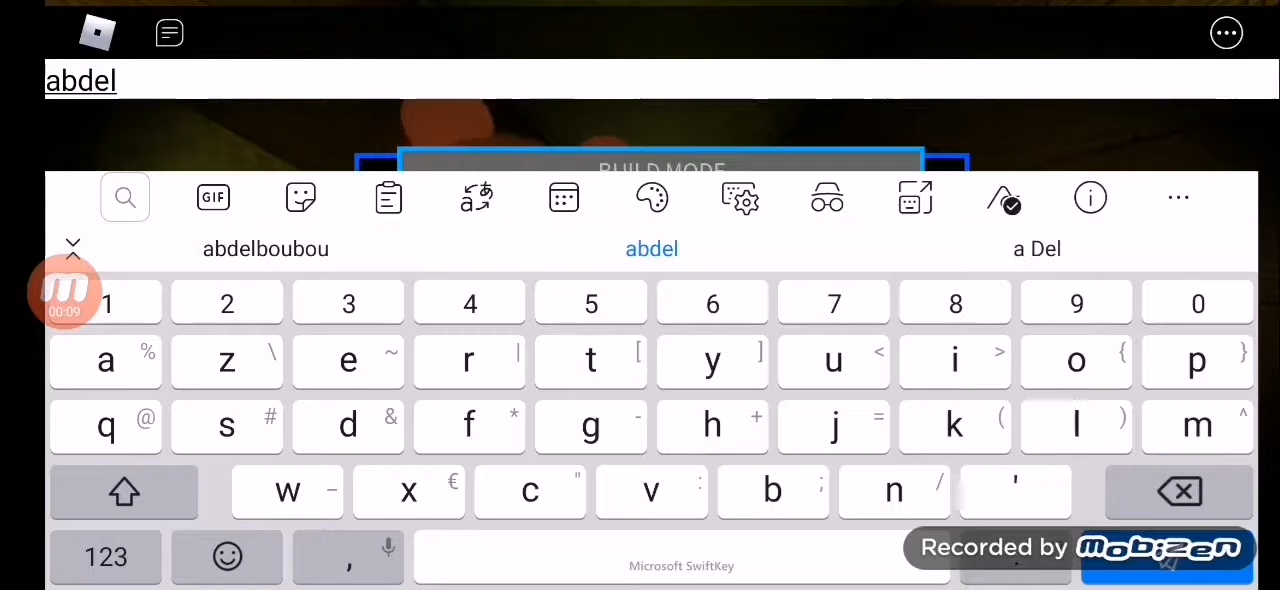 abdel
BUILD MODE
GIF
abdelboubou abdel a Del
00:09
1 2 3 4 5 6 7 8 9 0
a % z \ e ~ r | t [ y ] u < i > o { p }
q @ s # d & f * g - h + j = k ( l ) m ^
w _ x € c " v : b ; n / '
123 , Microsoft SwiftKey .
Recorded by mobizen